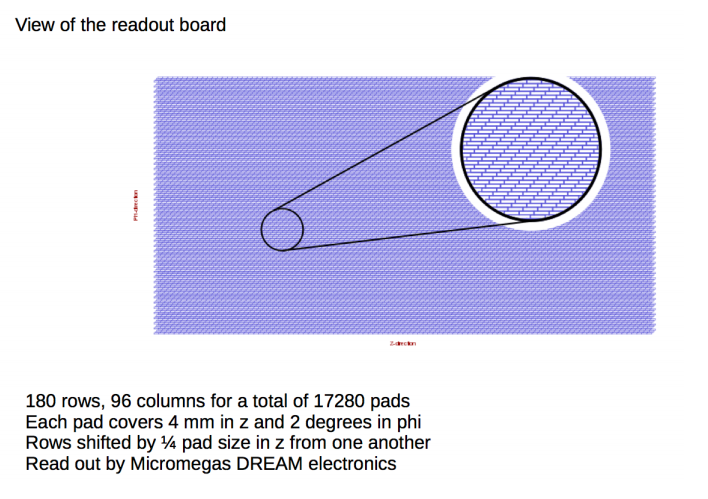 View of the readout board
Phi-direction
Z-direction
180 rows, 96 columns for a total of 17280 pads
Each pad covers 4 mm in z and 2 degrees in phi
Rows shifted by ¼ pad size in z from one another
Read out by Micromegas DREAM electronics